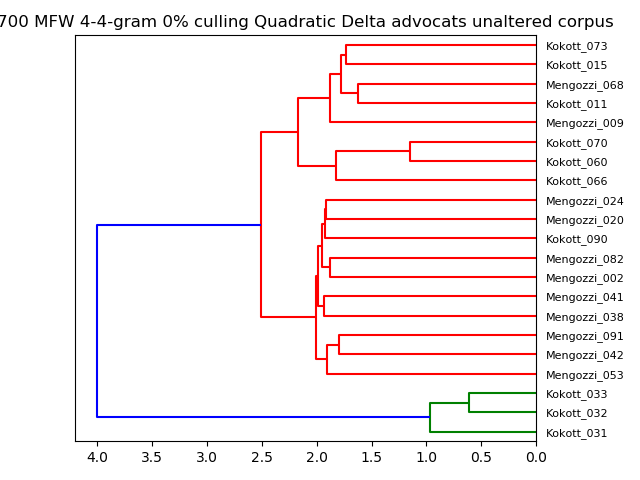 700 MFW 4-4-gram 0% culling Quadratic Delta advocats unaltered corpus
Kokott_073
Kokott_015
Mengozzi_068
Kokott_011
Mengozzi_009
Kokott_070
Kokott_060
Kokott_066
Mengozzi_024
Mengozzi_020
Kokott_090
Mengozzi_082
Mengozzi_002
Mengozzi_041
Mengozzi_038
Mengozzi_091
Mengozzi_042
Mengozzi_053
Kokott_033
Kokott_032
Kokott_031
4.0 3.5 3.0 2.5 2.0 1.5 1.0 0.5 0.0